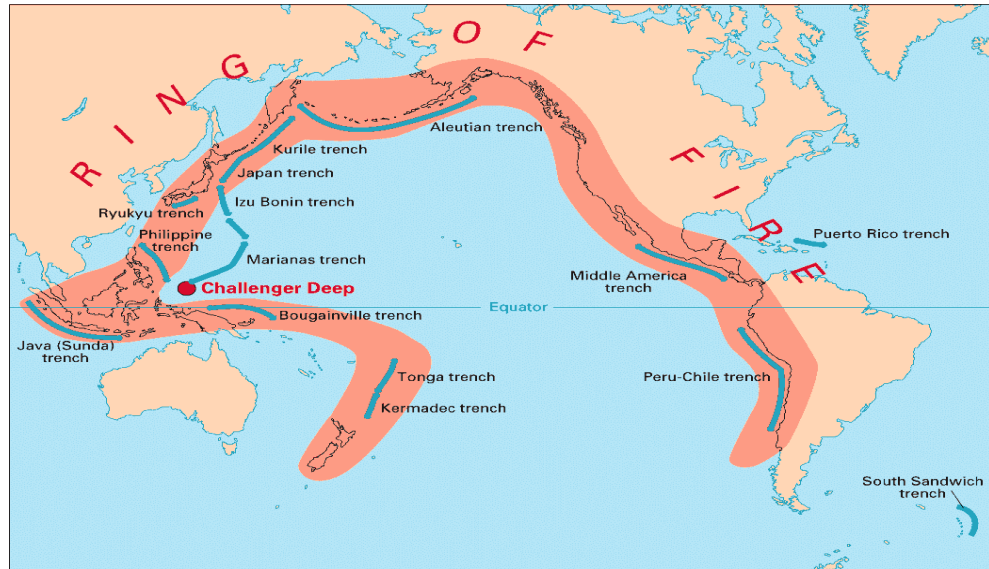 RING OF FIRE
Aleutian trench
Kurile trench
Japan trench
Izu Bonin trench
Ryukyu trench
Philippine
trench
Marianas trench
Challenger Deep
Puerto Rico trench
Middle America
trench
Equator
Bougainville trench
Java (Sunda)
trench
Tonga trench
Kermadec trench
Peru-Chile trench
South Sandwich
trench